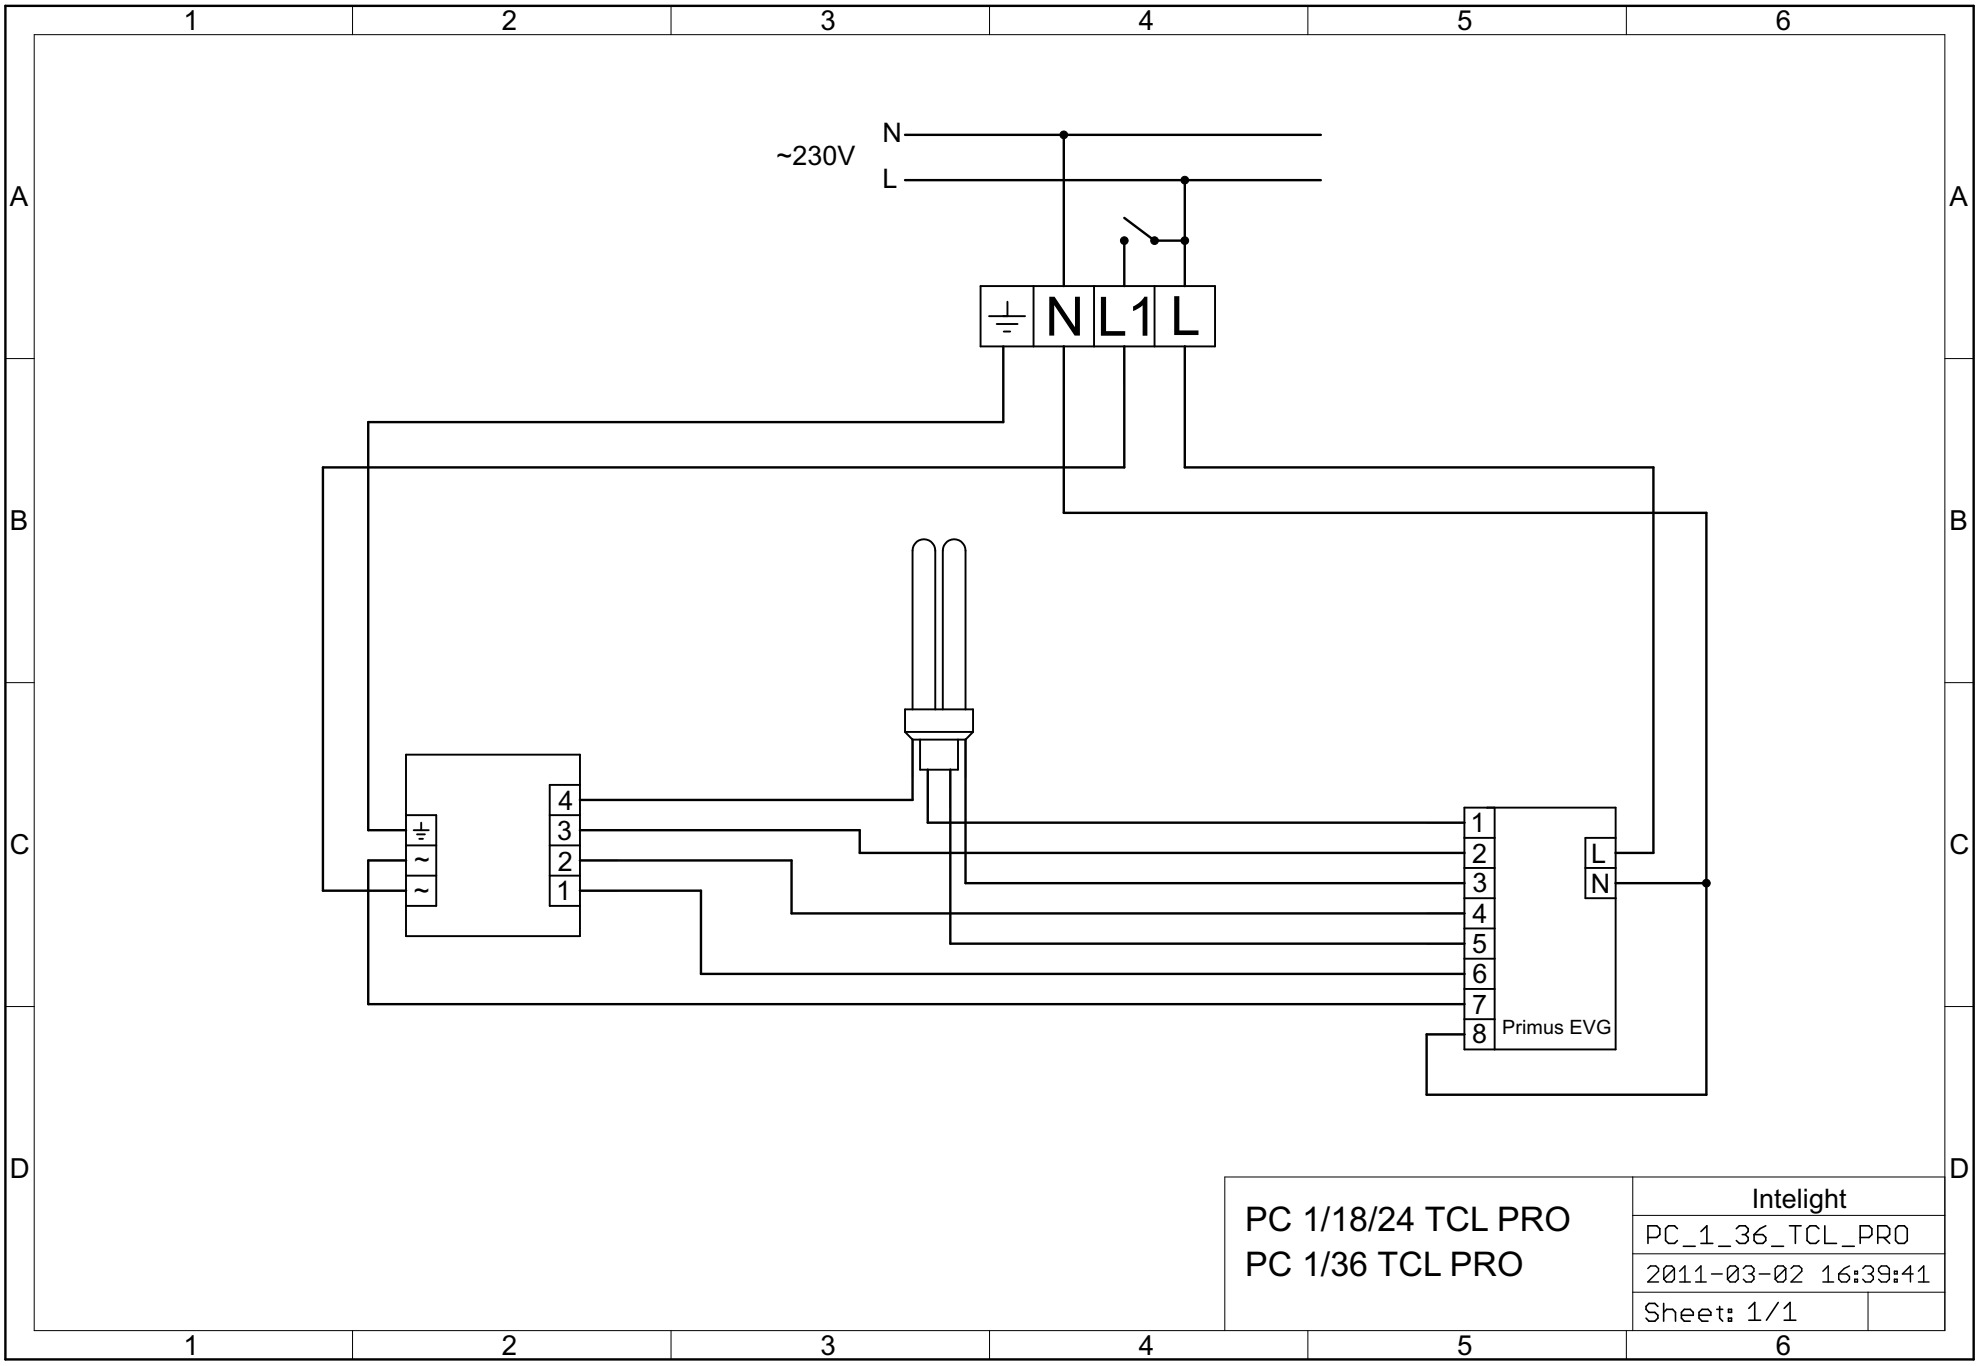 1 2 3 4 5 6
N
~230V
L
A A
N L1 L
B B
4
3
~ 2
~ 1
C C
1
2 L
3 N
4
5
6
7
8 Primus EVG
D D
PC 1/18/24 TCL PRO
PC 1/36 TCL PRO
Intelight
PC_1_36_TCL_PRO
2011-03-02 16:39:41
Sheet: 1/1
1 2 3 4 5 6